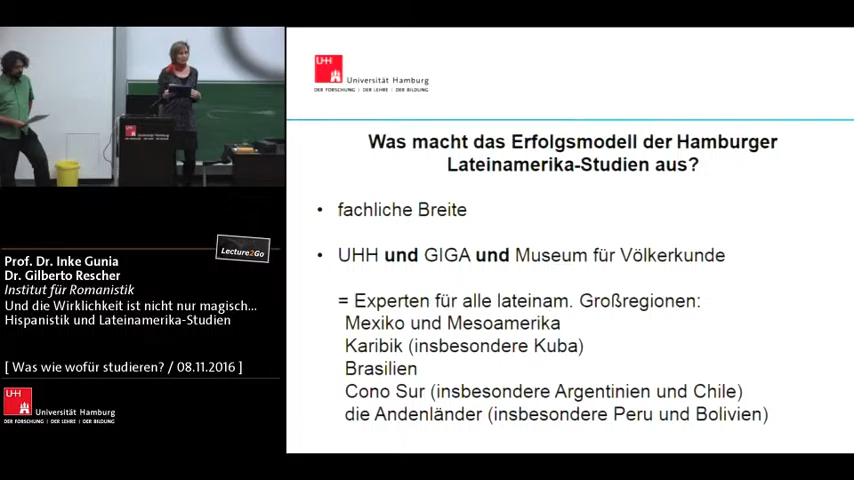 UHH
Universität Hamburg
DER FORSCHUNG | DER LEHRE | DER BILDUNG
Was macht das Erfolgsmodell der Hamburger
Lateinamerika-Studien aus?
• fachliche Breite
• UHH und GIGA und Museum für Völkerkunde
= Experten für alle lateinam. Großregionen:
Mexiko und Mesoamerika
Karibik (insbesondere Kuba)
Brasilien
Cono Sur (insbesondere Argentinien und Chile)
die Andenländer (insbesondere Peru und Bolivien)
Lecture2Go
Prof. Dr. Inke Gunia
Dr. Gilberto Rescher
Institut für Romanistik
Und die Wirklichkeit ist nicht nur magisch...
Hispanistik und Lateinamerika-Studien
[ Was wie wofür studieren? / 08.11.2016 ]
UHH
Universität Hamburg
DER FORSCHUNG | DER LEHRE | DER BILDUNG